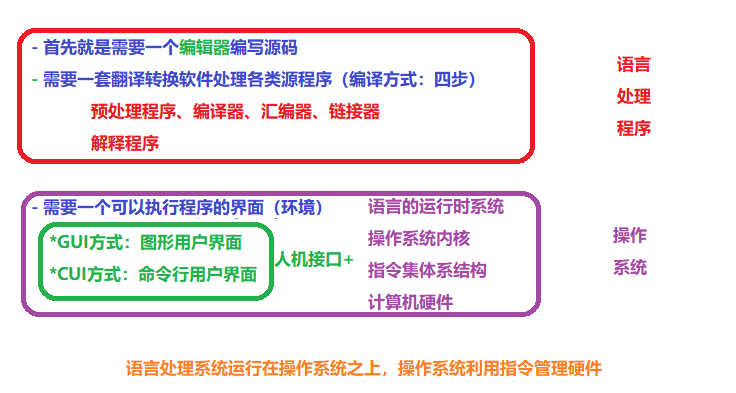 - 首先就是需要一个编辑器编写源码
- 需要一套翻译转换软件处理各类源程序（编译方式：四步）
预处理程序、编译器、汇编器、链接器
解释程序
语言
处理
程序
- 需要一个可以执行程序的界面（环境）
*GUI方式：图形用户界面
*CUI方式：命令行用户界面
人机接口+
语言的运行时系统
操作系统内核
指令集体系结构
计算机硬件
操作
系统
语言处理系统运行在操作系统之上，操作系统利用指令管理硬件